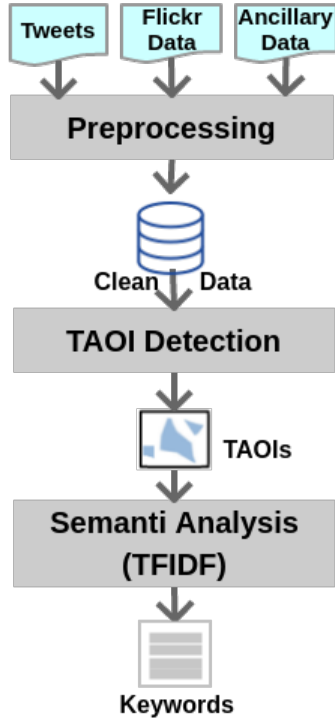 Tweets
Flickr
Data
Ancillary
Data
Preprocessing
Clean Data
TAOI Detection
TAOIs
Semanti Analysis
(TFIDF)
Keywords